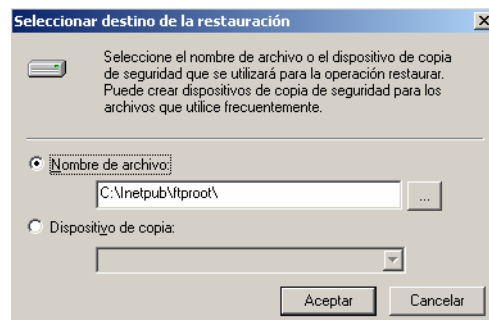 Seleccionar destino de la restauración
Seleccione el nombre de archivo o el dispositivo de copia
de seguridad que se utilizará para la operación restaurar.
Puede crear dispositivos de copia de seguridad para los
archivos que utilice frecuentemente.
Nombre de archivo:
C:\Inetpub\ftproot\
...
Dispositivo de copia:
Aceptar Cancelar